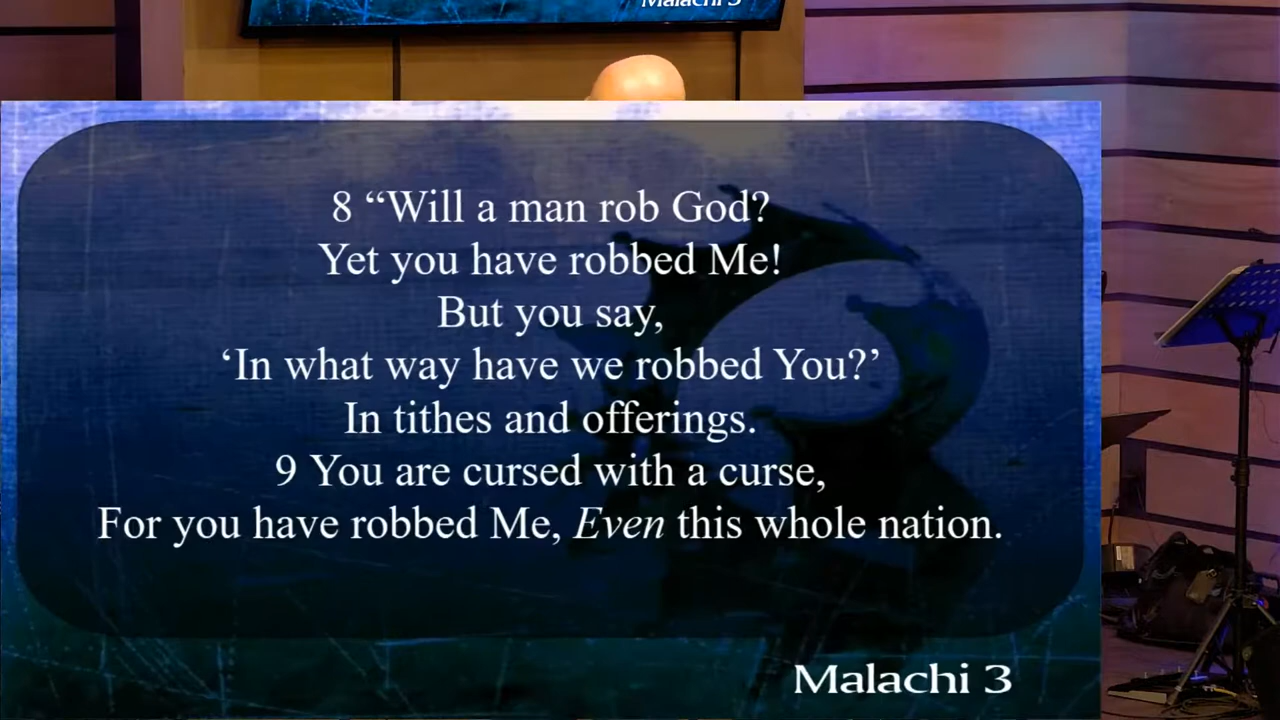 Malachi 3
8 “Will a man rob God?
Yet you have robbed Me!
But you say,
‘In what way have we robbed You?’
In tithes and offerings.
9 You are cursed with a curse,
For you have robbed Me, Even this whole nation.
Malachi 3